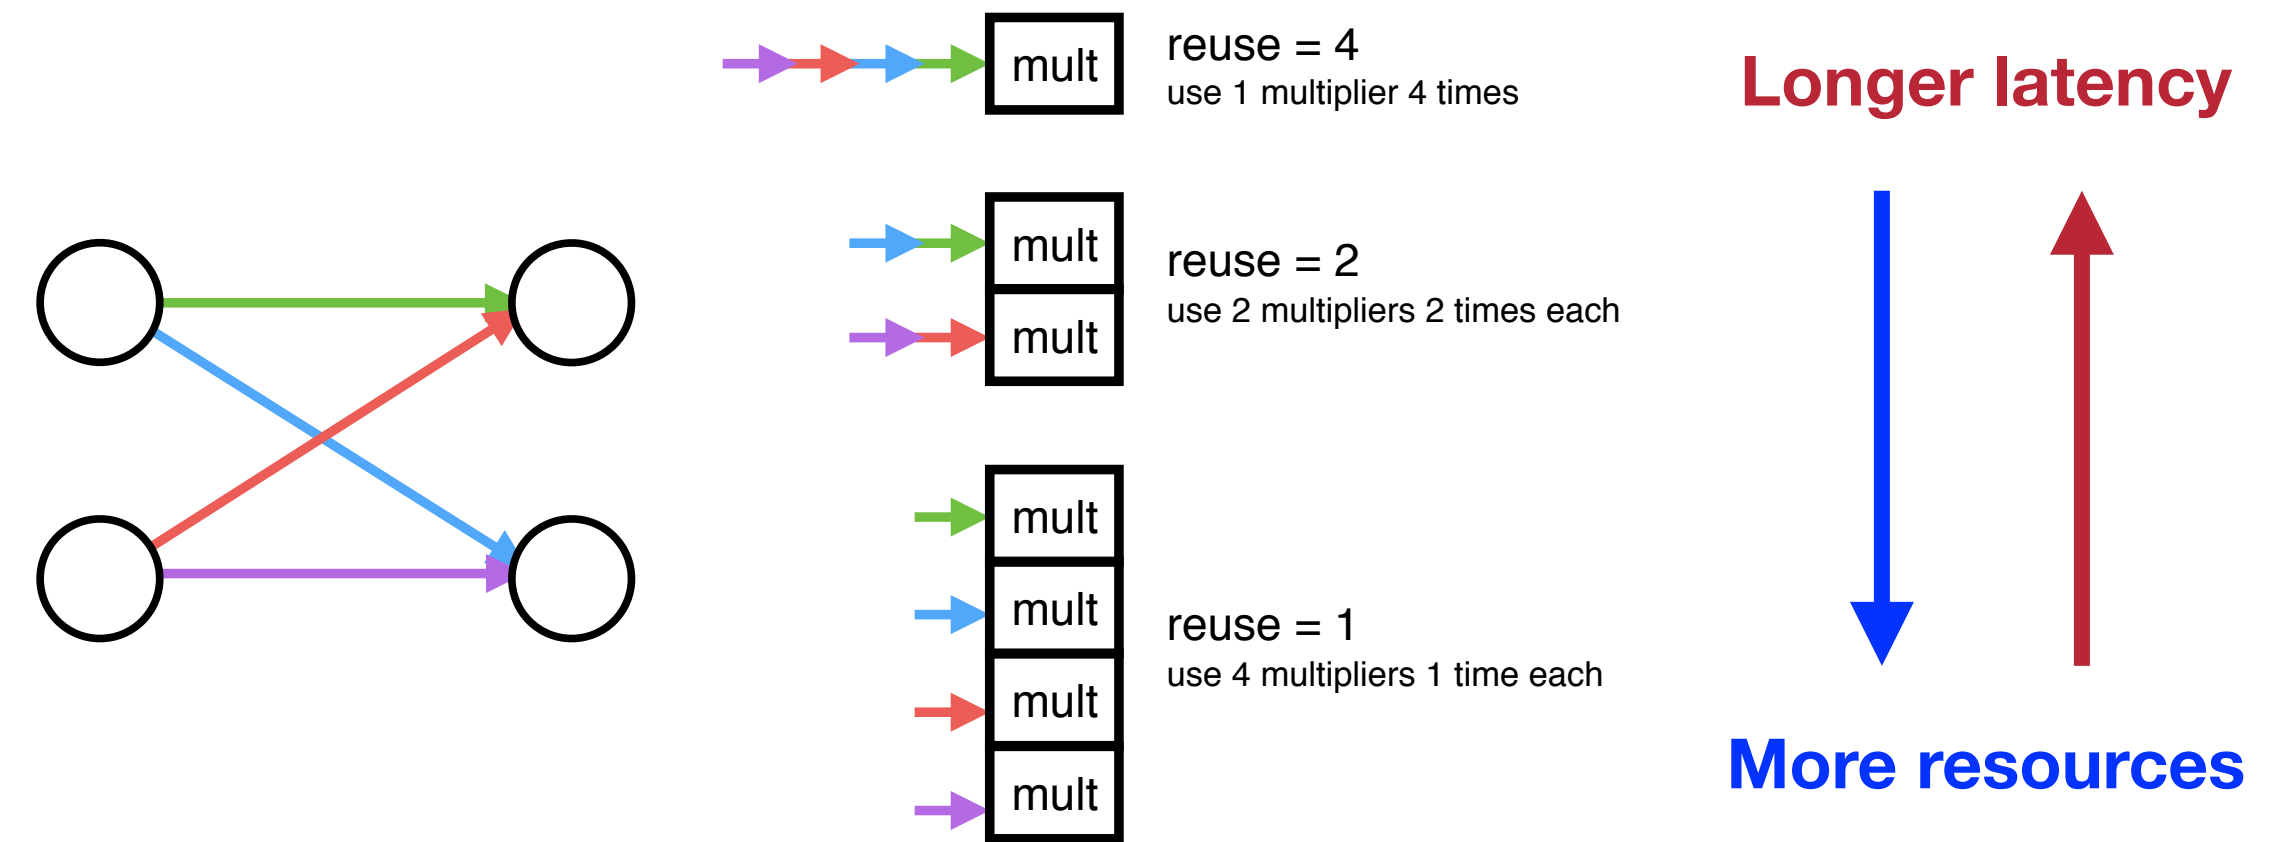 mult
reuse = 4
use 1 multiplier 4 times
mult
mult
reuse = 2
use 2 multipliers 2 times each
mult
mult
mult
mult
reuse = 1
use 4 multipliers 1 time each
Longer latency
More resources